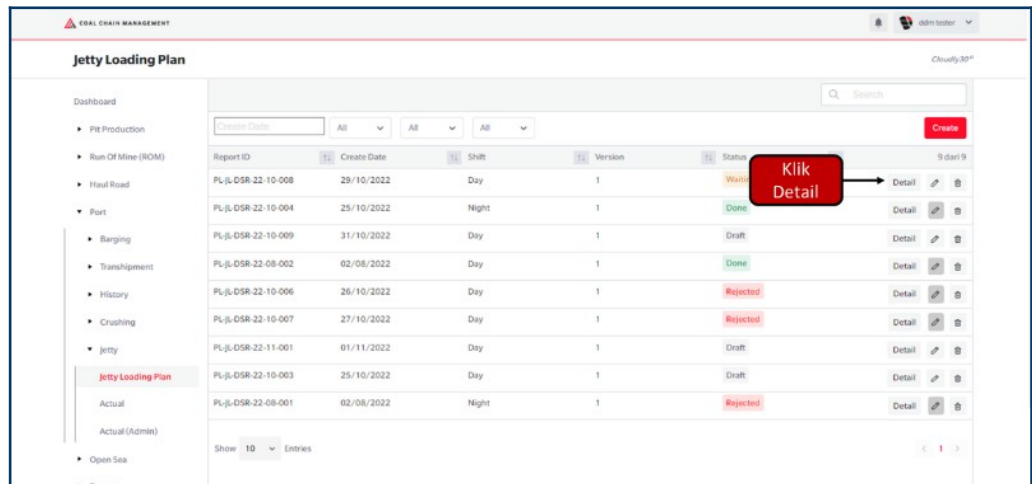 COAL CHAIN MANAGEMENT
ddm tester
Jetty Loading Plan
Cloudly,30°
Dashboard
Pit Production
Run Of Mine (ROM)
Haul Road
Port
Barging
Transhipment
History
Crushing
Jetty
Jetty Loading Plan
Actual
Actual (Admin)
Open Sea
Search
Create Date All All All Create
Report ID Create Date Shift Version Status 9 dari 9
PL-JL-DSR-22-10-008 29/10/2022 Day 1 Detail
PL-JL-DSR-22-10-004 25/10/2022 Night 1 Done Detail
PL-JL-DSR-22-10-009 31/10/2022 Day 1 Draft Detail
PL-JL-DSR-22-08-002 02/08/2022 Day 1 Done Detail
PL-JL-DSR-22-10-006 26/10/2022 Day 1 Rejected Detail
PL-JL-DSR-22-10-007 27/10/2022 Day 1 Rejected Detail
PL-JL-DSR-22-11-001 01/11/2022 Day 1 Draft Detail
PL-JL-DSR-22-10-003 25/10/2022 Day 1 Draft Detail
PL-JL-DSR-22-08-001 02/08/2022 Night 1 Rejected Detail
Klik
Detail
Show 10 Entries
< 1 >